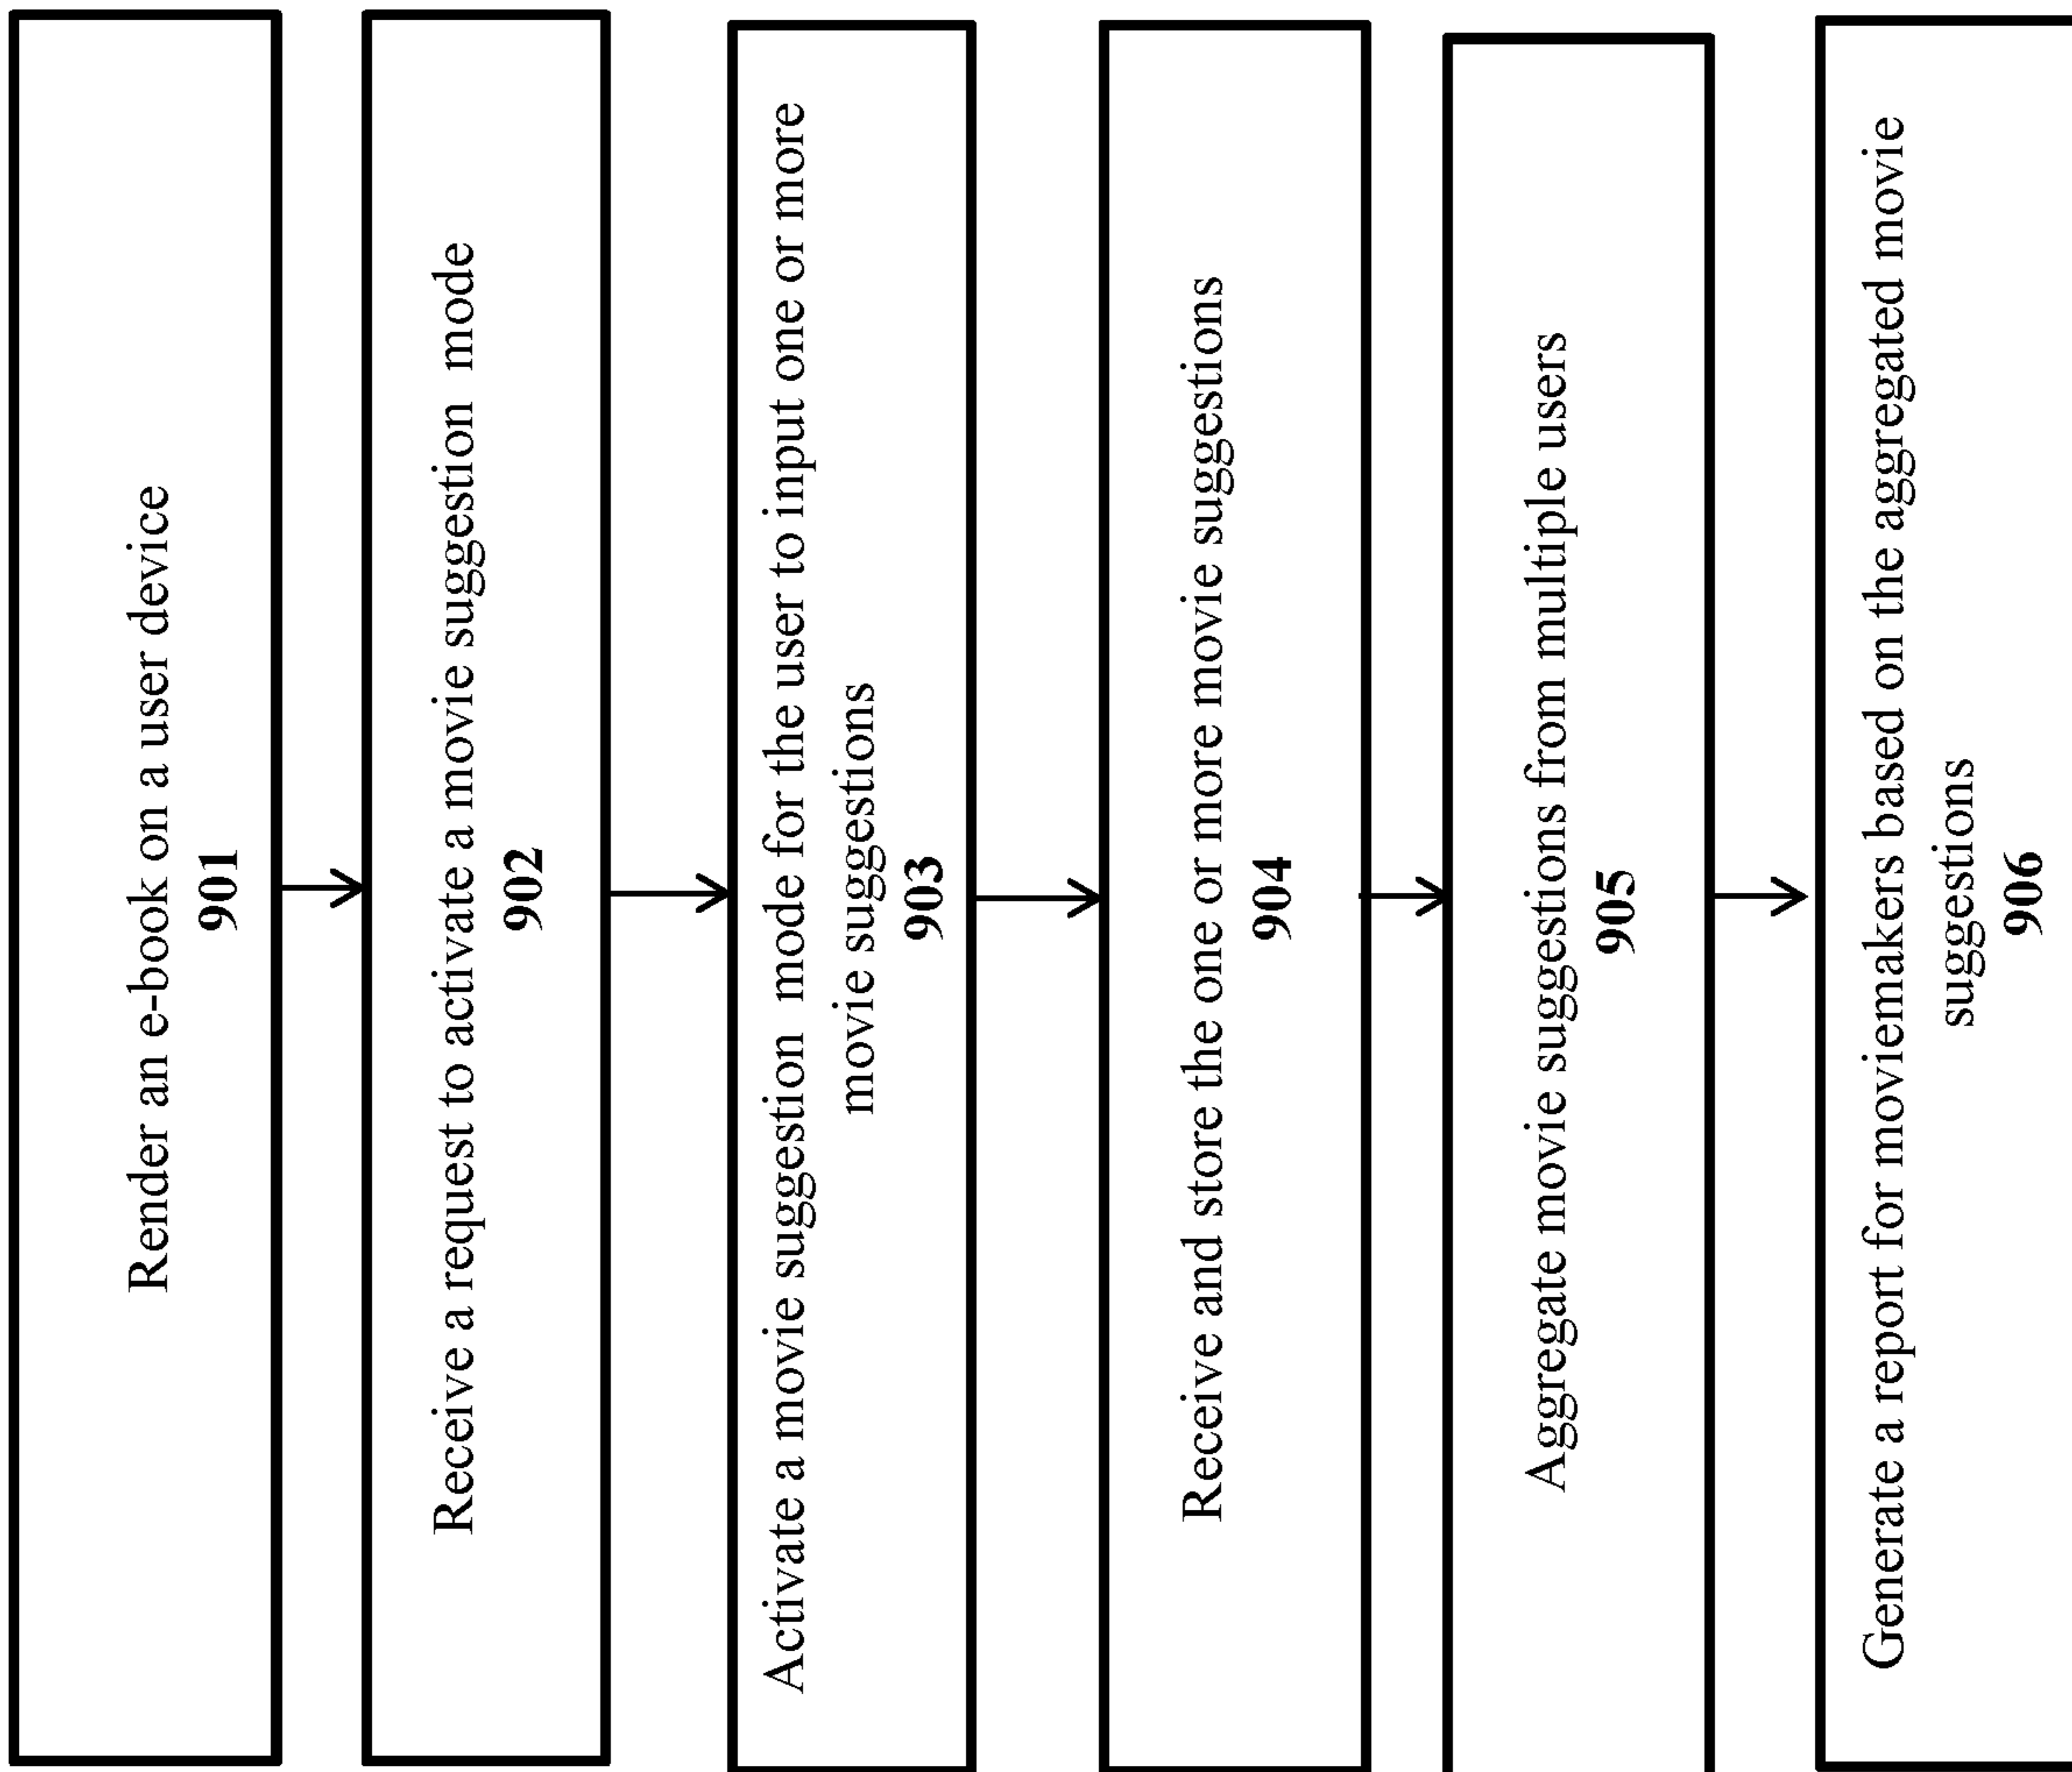 Render an e-book on a user device
901
Receive a request to activate a movie suggestion mode
902
Activate a movie suggestion mode for the user to input one or more
movie suggestions
903
Receive and store the one or more movie suggestions
904
Aggregate movie suggestions from multiple users
905
Generate a report for moviemakers based on the aggregated movie
suggestions
906